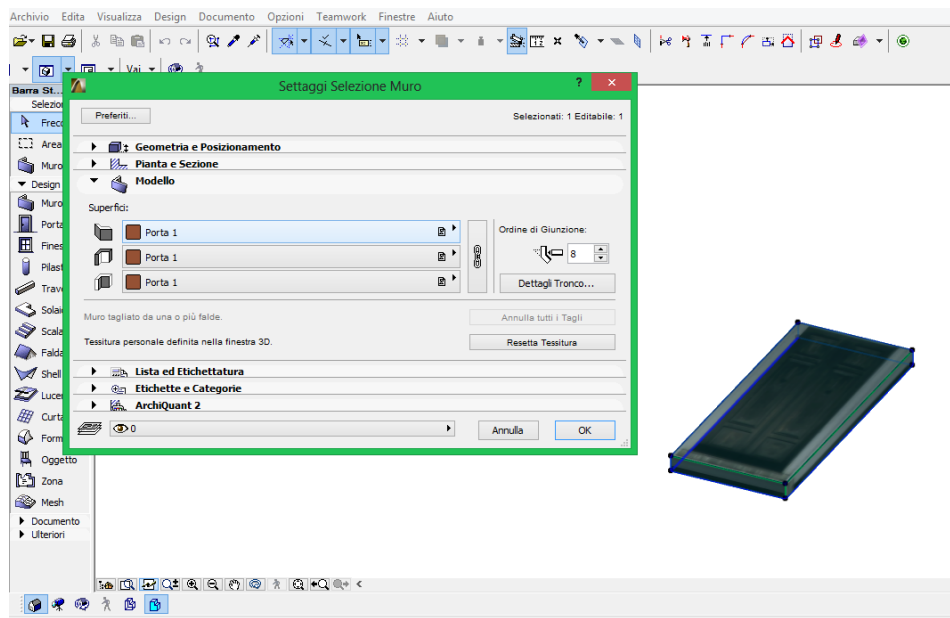 Archivio Edita Visualizza Design Documento Opzioni Teamwork Finestre Aiuto
Vai
Barra St...
Selezio
Settaggi Selezione Muro
? ×
Frecc
Preferiti...
Selezionati: 1 Editabile: 1
Area
Geometria e Posizionamento
Muro
Pianta e Sezione
Design
Modello
Muro
Superfici:
Porta
Porta 1
Ordine di Giunzione:
Fines
Porta 1
8
Pilast
Porta 1
Dettagli Tronco...
Trav
Solai
Muro tagliato da una o più falde.
Annulla tutti i Tagli
Scala
Tessitura personale definita nella finestra 3D.
Resetta Tessitura
Falda
Shell
Lista ed Etichettatura
Lucer
Etichette e Categorie
Curta
ArchiQuant 2
Form
0
Annulla
OK
Oggetto
Zona
Mesh
Documento
Ulteriori